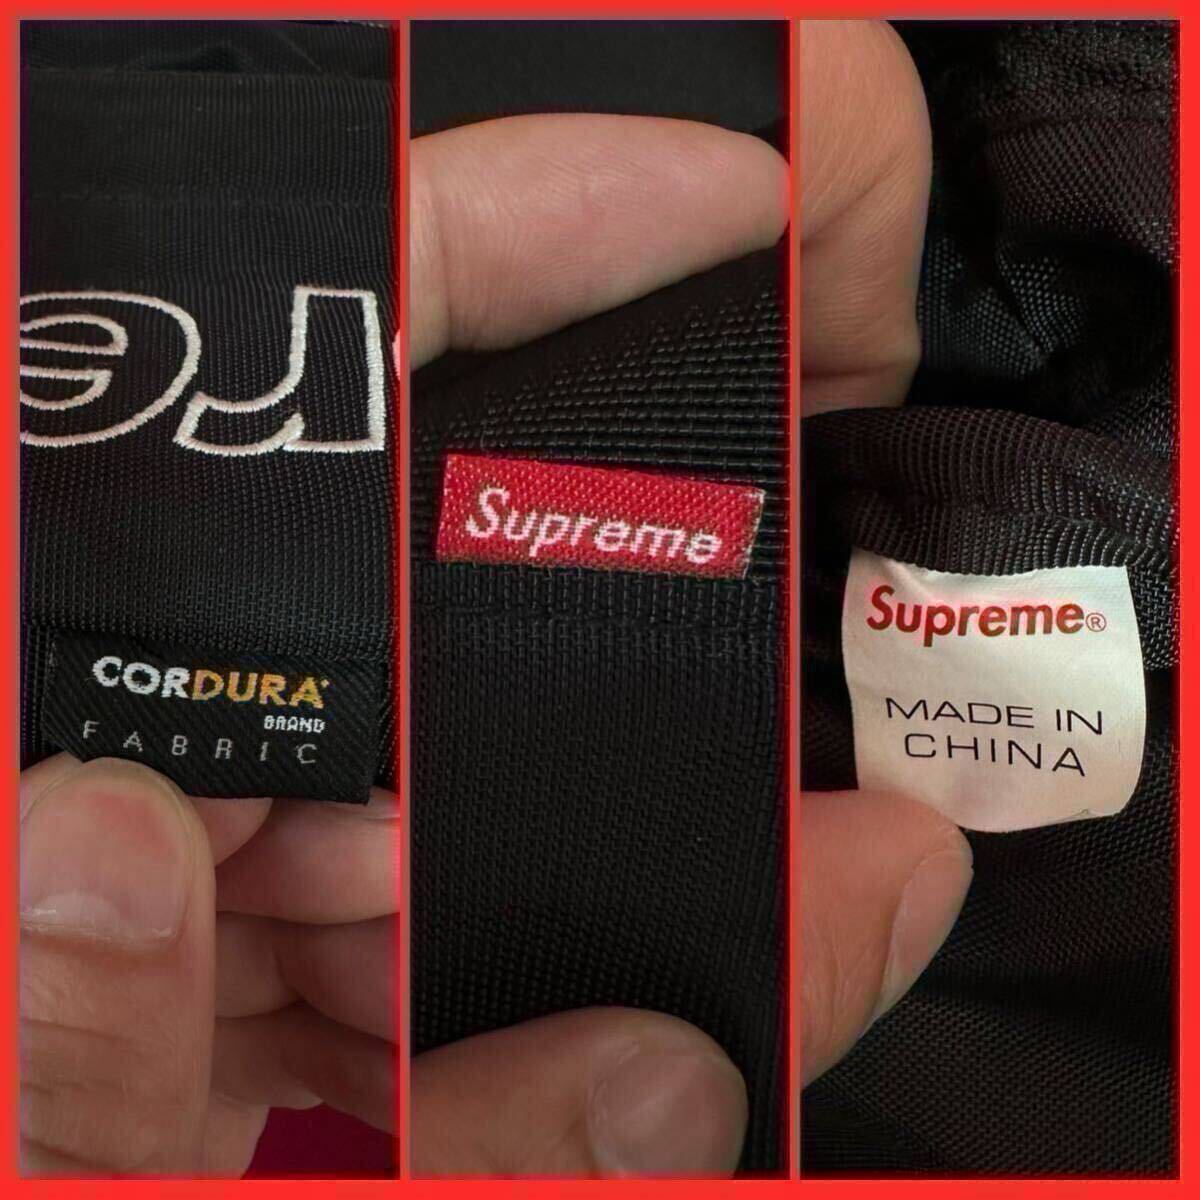 re
CORDURA®
BRAND
FABRIC
Supreme
Supreme®
MADE IN
CHINA